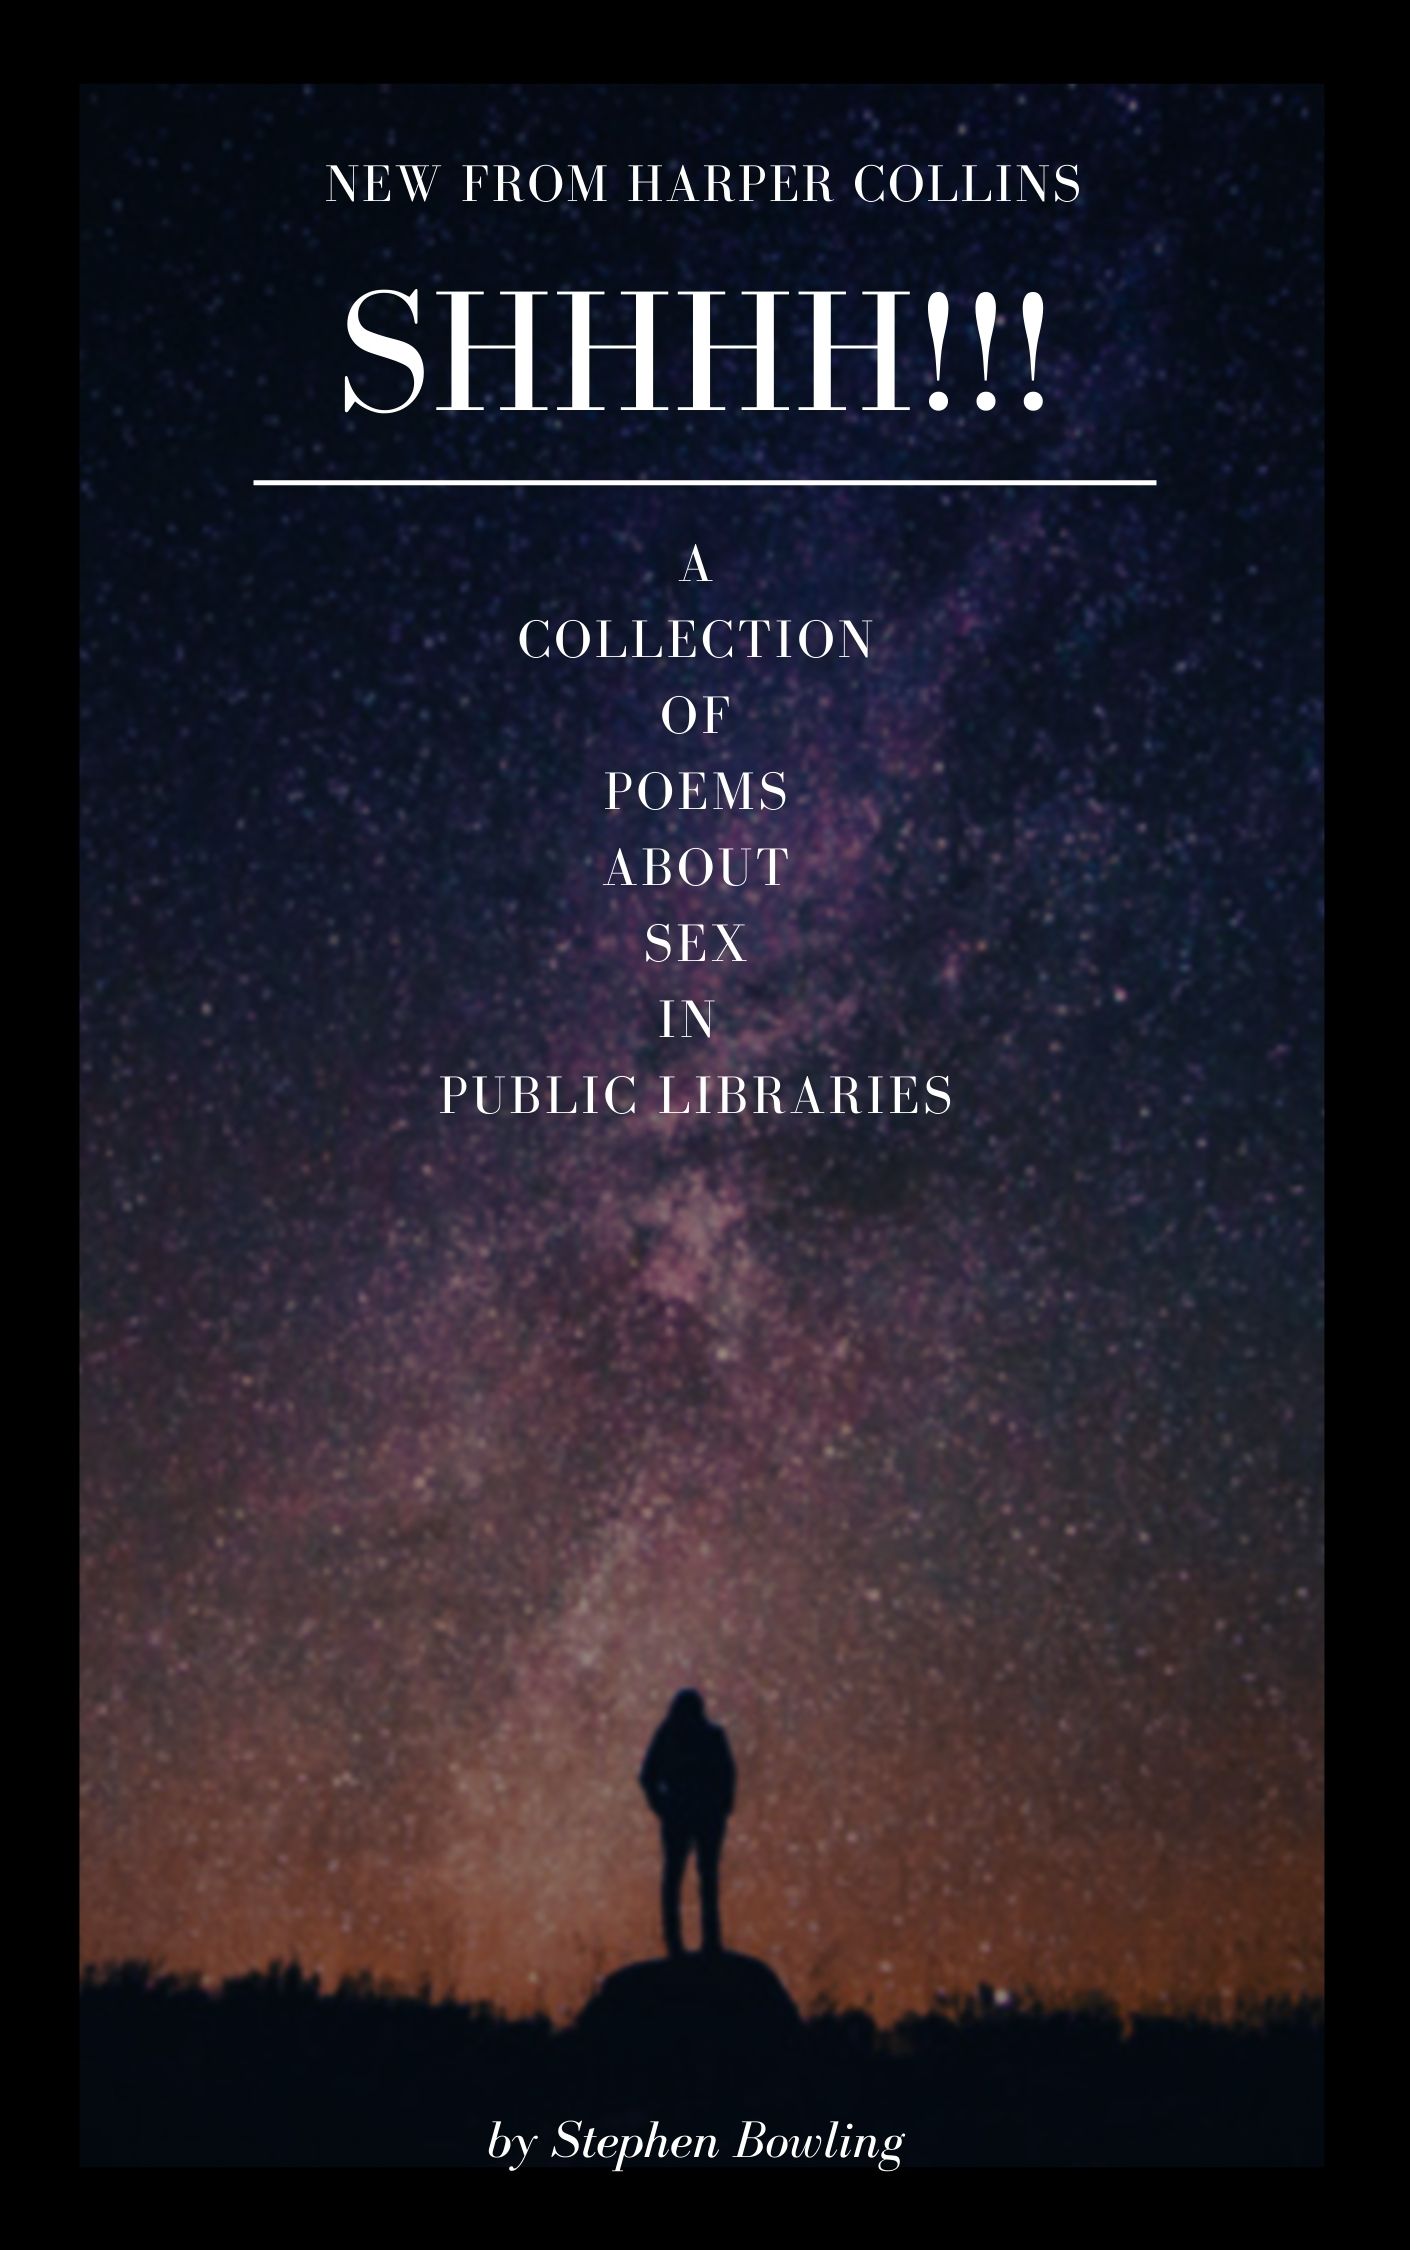 NEW FROM HARPER COLLINS
SHHHH!!!
A
COLLECTION
OF
POEMS
ABOUT
SEX
IN
PUBLIC LIBRARIES
by Stephen Bowling